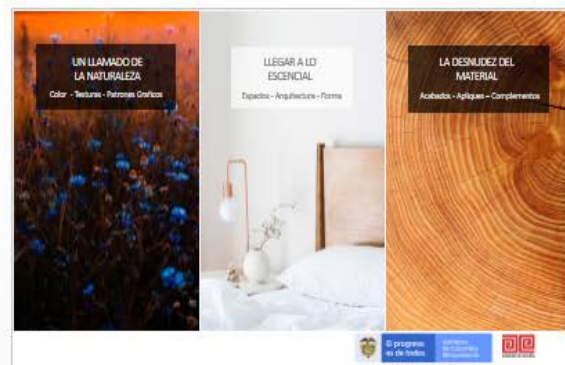 UN LLAMADO DE
LA NATURALEZA
Color - Texturas - Patrones Graficos
LLEGAR A LO
ESCENCIAL
Espacios - Arquitectura - Forma
LA DESNUDEZ DEL
MATERIAL
Acabados - Apliques - Complementos
El progreso
es de todos